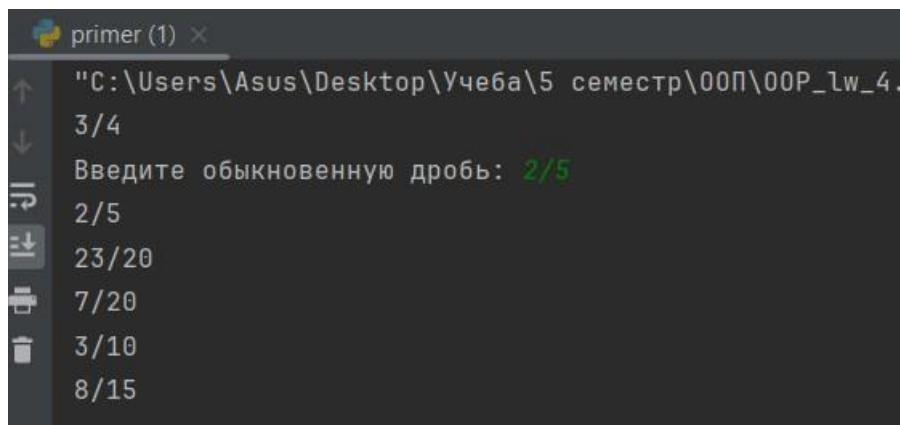 primer (1)
"C:\Users\Asus\Desktop\Учеба\5 семестр\ООП\OOP_lw_4.
3/4
Введите обыкновенную дробь: 2/5
2/5
23/20
7/20
3/10
8/15